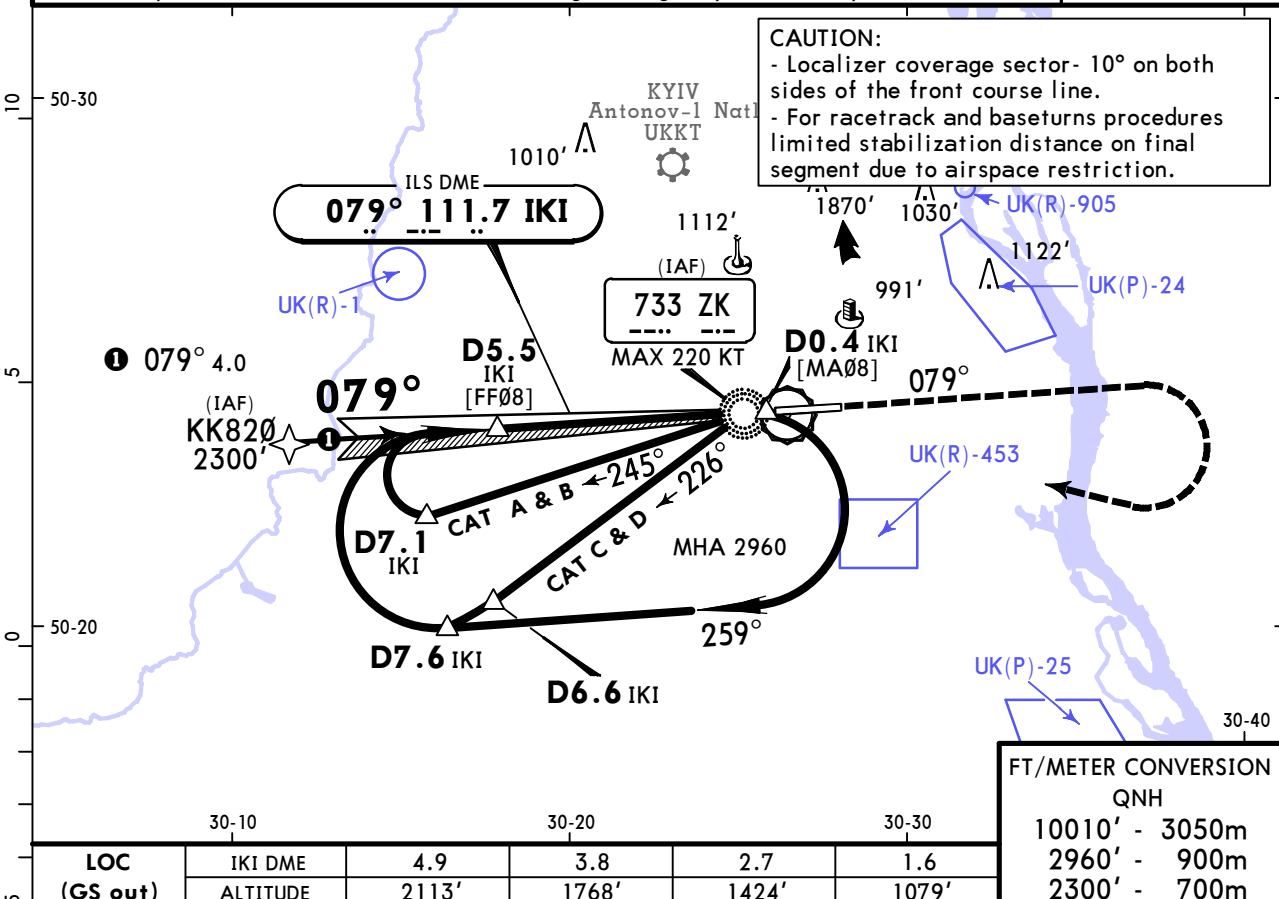 CAUTION:
- Localizer coverage sector- 10° on both
sides of the front course line.
- For racetrack and baseturns procedures
limited stabilization distance on final
segment due to airspace restriction.
10
50-30
KYIV
Antonov-1 Natl
UKKT
1010'
ILS DME
079° 111.7 IKI
1870'
1030'
UK(R)-905
1112'
1122'
UK(R)-1
(IAF)
733 ZK
MAX 220 KT
991'
UK(P)-24
❶ 079° 4.0
D5.5
IKI
[FFØ8]
D0.4 IKI
[MAØ8]
5
079°
079°
(IAF)
KK820
2300'
❶
UK(R)-453
CAT A & B ←245°
CAT C & D ←226°
D7.1
IKI
MHA 2960
0
50-20
259°
D7.6 IKI
D6.6 IKI
UK(P)-25
30-40
30-10
30-20
30-30
FT/METER CONVERSION
QNH
10010' - 3050m
2960' - 900m
2300' - 700m
LOC
(GS out)
IKI DME 4.9 3.8 2.7 1.6
ALTITUDE 2113' 1768' 1424' 1079'